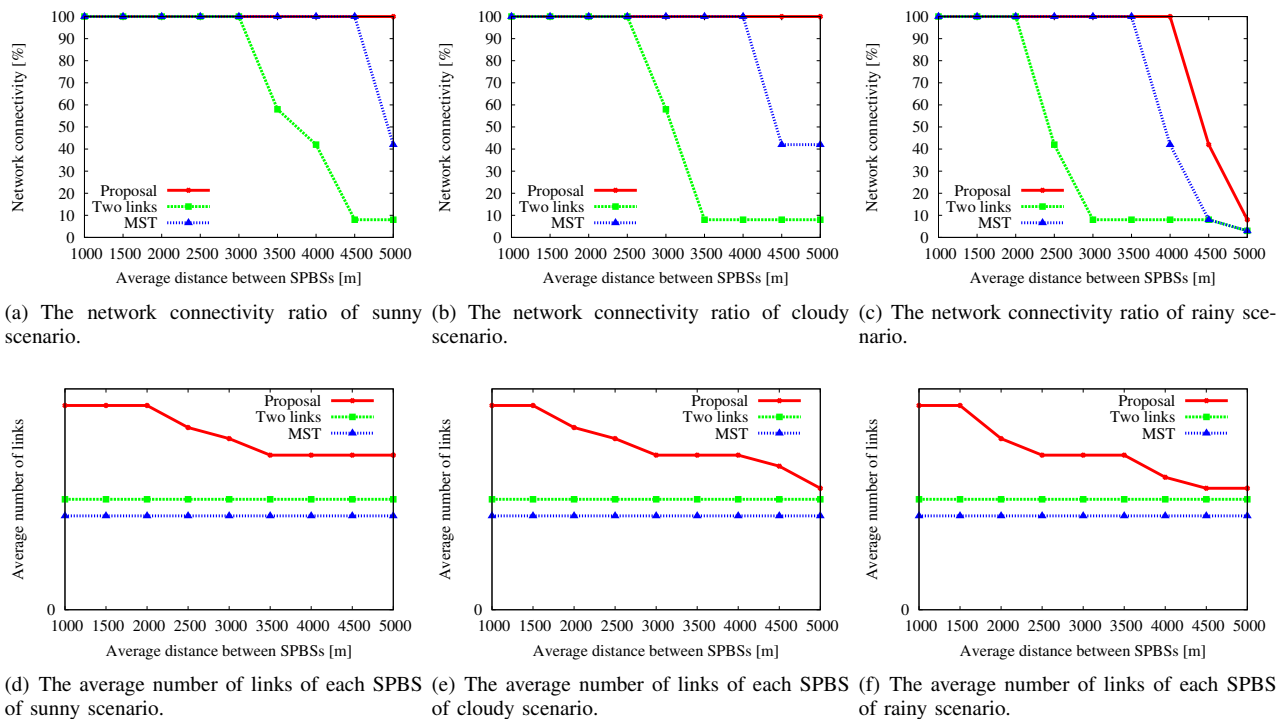 100
90
80
70
60
50
40
30
20
10
0
Network connectivity [%]
Proposal
Two links
MST
1000 1500 2000 2500 3000 3500 4000 4500 5000
Average distance between SPBSs [m]
(a) The network connectivity ratio of sunny
scenario.
100
90
80
70
60
50
40
30
20
10
0
Network connectivity [%]
Proposal
Two links
MST
1000 1500 2000 2500 3000 3500 4000 4500 5000
Average distance between SPBSs [m]
(b) The network connectivity ratio of cloudy
scenario.
100
90
80
70
60
50
40
30
20
10
0
Network connectivity [%]
Proposal
Two links
MST
1000 1500 2000 2500 3000 3500 4000 4500 5000
Average distance between SPBSs [m]
(c) The network connectivity ratio of rainy sce-
nario.
Average number of links
Proposal
Two links
MST
0
1000 1500 2000 2500 3000 3500 4000 4500 5000
Average distance between SPBSs [m]
(d) The average number of links of each SPBS
of sunny scenario.
Average number of links
Proposal
Two links
MST
0
1000 1500 2000 2500 3000 3500 4000 4500 5000
Average distance between SPBSs [m]
(e) The average number of links of each SPBS
of cloudy scenario.
Average number of links
Proposal
Two links
MST
0
1000 1500 2000 2500 3000 3500 4000 4500 5000
Average distance between SPBSs [m]
(f) The average number of links of each SPBS
of rainy scenario.